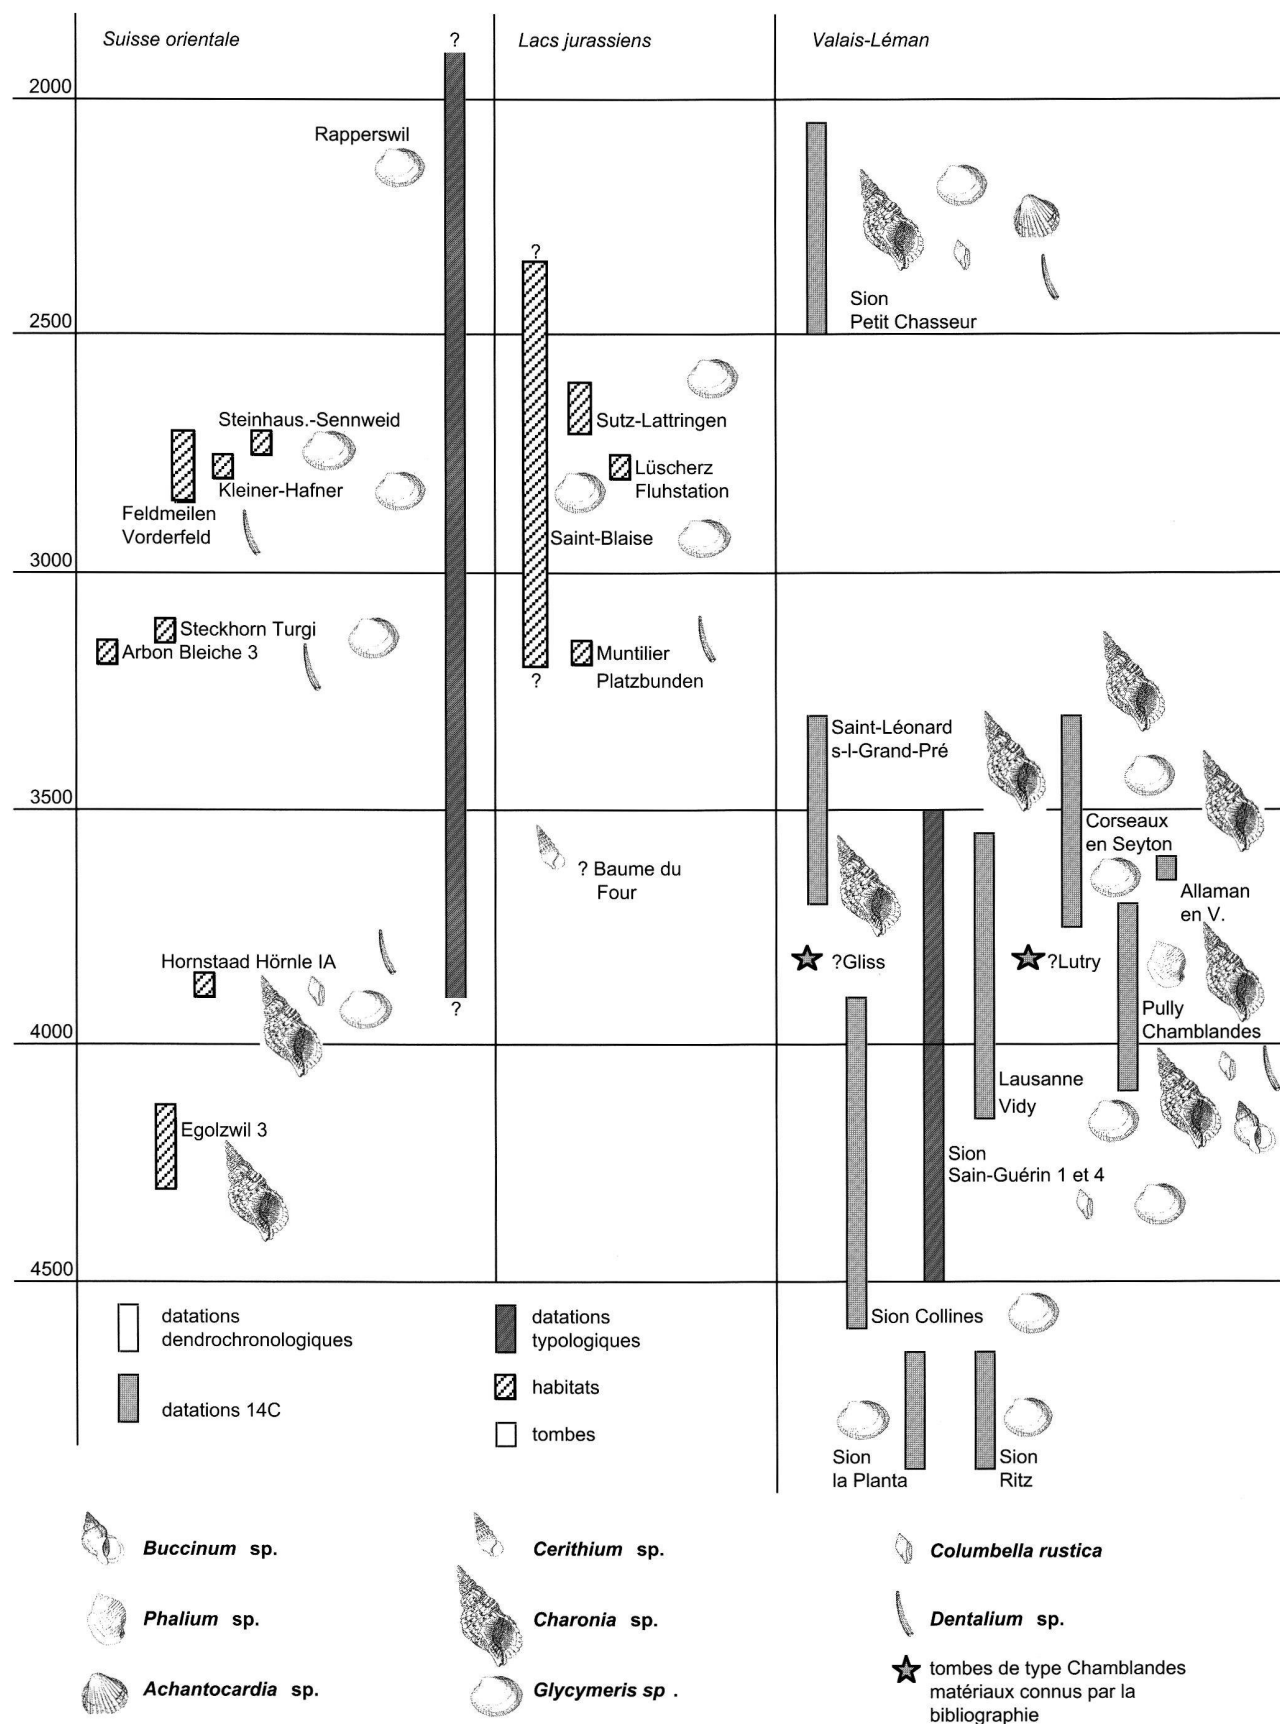 Suisse orientale
?
Lacs jurassiens
Valais-Léman
2000
Rapperswil
?
Sion
Petit Chasseur
2500
Steinhaus.-Sennweid
Sutz-Lattringen
Kleiner-Hafner
Lüscherz
Fluhstation
Feldmeilen
Vorderfeld
Saint-Blaise
3000
Steckhorn Turgi
Arbon Bleiche 3
Muntilier
Platzbunden
?
Saint-Léonard
s-l-Grand-Pré
3500
Corseaux
en Seyton
? Baume du
Four
Allaman
en V.
Hornstaad Hörnle IA
?Gliss
?Lutry
?
Pully
Chamblandes
4000
Lausanne
Vidy
Egolzwil 3
Sion
Sain-Guérin 1 et 4
4500
datations
dendrochronologiques
datations
typologiques
Sion Collines
datations 14C
habitats
tombes
Sion
la Planta
Sion
Ritz
Buccinum sp.
Cerithium sp.
Columbella rustica
Phalium sp.
Charonia sp.
Dentalium sp.
Achantocardia sp.
Glycymeris sp .
tombes de type Chamblandes
matériaux connus par la
bibliographie